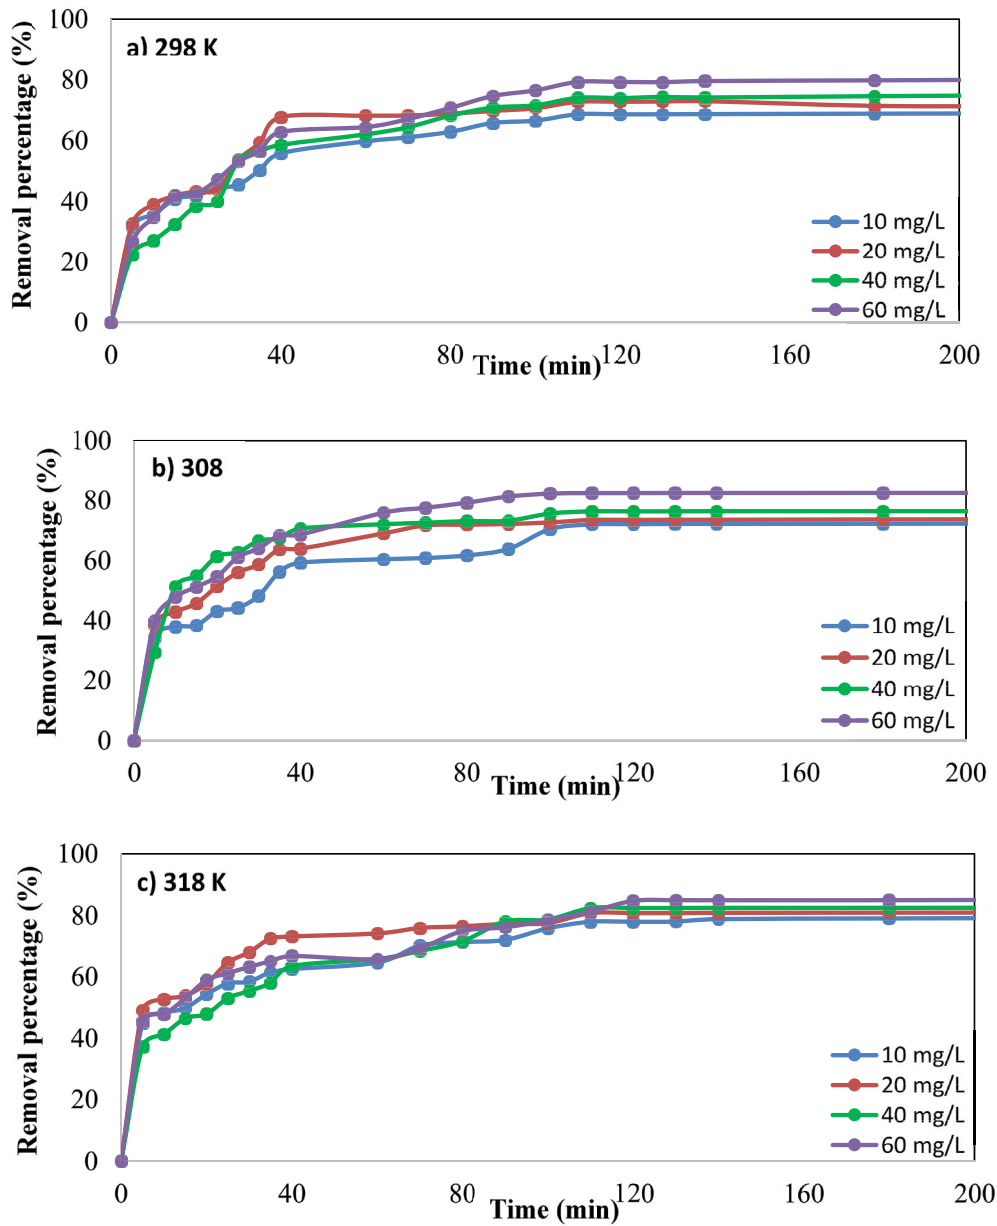 Removal percentage (%)
a) 298 K
100
80
60
40
20
0
10 mg/L
20 mg/L
40 mg/L
60 mg/L
0 40 80 120 160 200
Time (min)
Removal percentage (%)
b) 308
100
80
60
40
20
0
10 mg/L
20 mg/L
40 mg/L
60 mg/L
0 40 80 120 160 200
Time (min)
Removal percentage (%)
c) 318 K
100
80
60
40
20
0
10 mg/L
20 mg/L
40 mg/L
60 mg/L
0 40 80 120 160 200
Time (min)